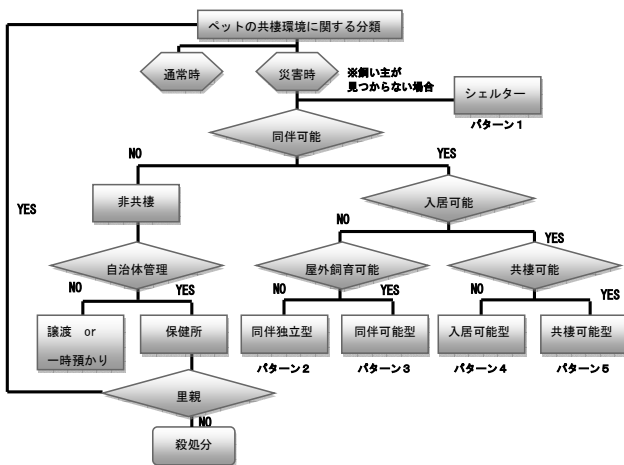 ペットの共棲環境に関する分類
通常時
災害時
※飼い主が
見つからない場合
シェルター
パターン1
同伴可能
NO
YES
非共棲
入居可能
YES
NO
YES
自治体管理
屋外飼育可能
共棲可能
NO
YES
NO
YES
NO
YES
譲渡 or
一時預かり
保健所
同伴独立型
同伴可能型
入居可能型
共棲可能型
パターン2
パターン3
パターン4
パターン5
里親
NO
殺処分